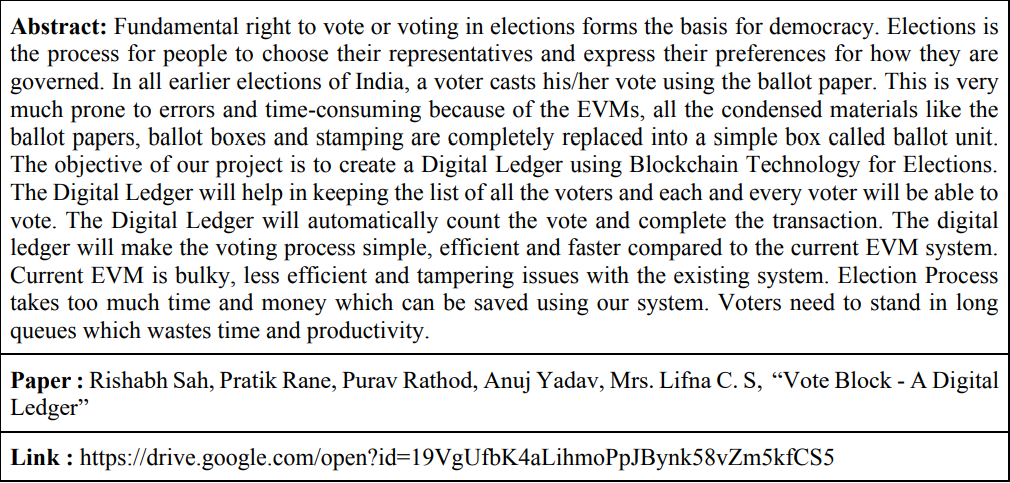 Abstract: Fundamental right to vote or voting in elections forms the basis for democracy. Elections is
the process for people to choose their representatives and express their preferences for how they are
governed. In all earlier elections of India, a voter casts his/her vote using the ballot paper. This is very
much prone to errors and time-consuming because of the EVMs, all the condensed materials like the
ballot papers, ballot boxes and stamping are completely replaced into a simple box called ballot unit.
The objective of our project is to create a Digital Ledger using Blockchain Technology for Elections.
The Digital Ledger will help in keeping the list of all the voters and each and every voter will be able to
vote. The Digital Ledger will automatically count the vote and complete the transaction. The digital
ledger will make the voting process simple, efficient and faster compared to the current EVM system.
Current EVM is bulky, less efficient and tampering issues with the existing system. Election Process
takes too much time and money which can be saved using our system. Voters need to stand in long
queues which wastes time and productivity.
Paper : Rishabh Sah, Pratik Rane, Purav Rathod, Anuj Yadav, Mrs. Lifna C. S, “Vote Block - A Digital
Ledger”
Link : https://drive.google.com/open?id=19VgUfbK4aLihmoPpJBynk58vZm5kfCS5